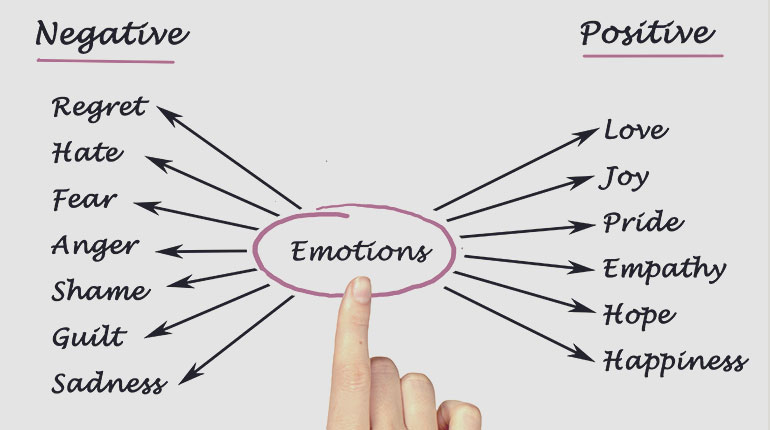 Negative
Regret
Hate
Fear
Anger
Shame
Guilt
Sadness
Emotions
Positive
Love
Joy
Pride
Empathy
Hope
Happiness